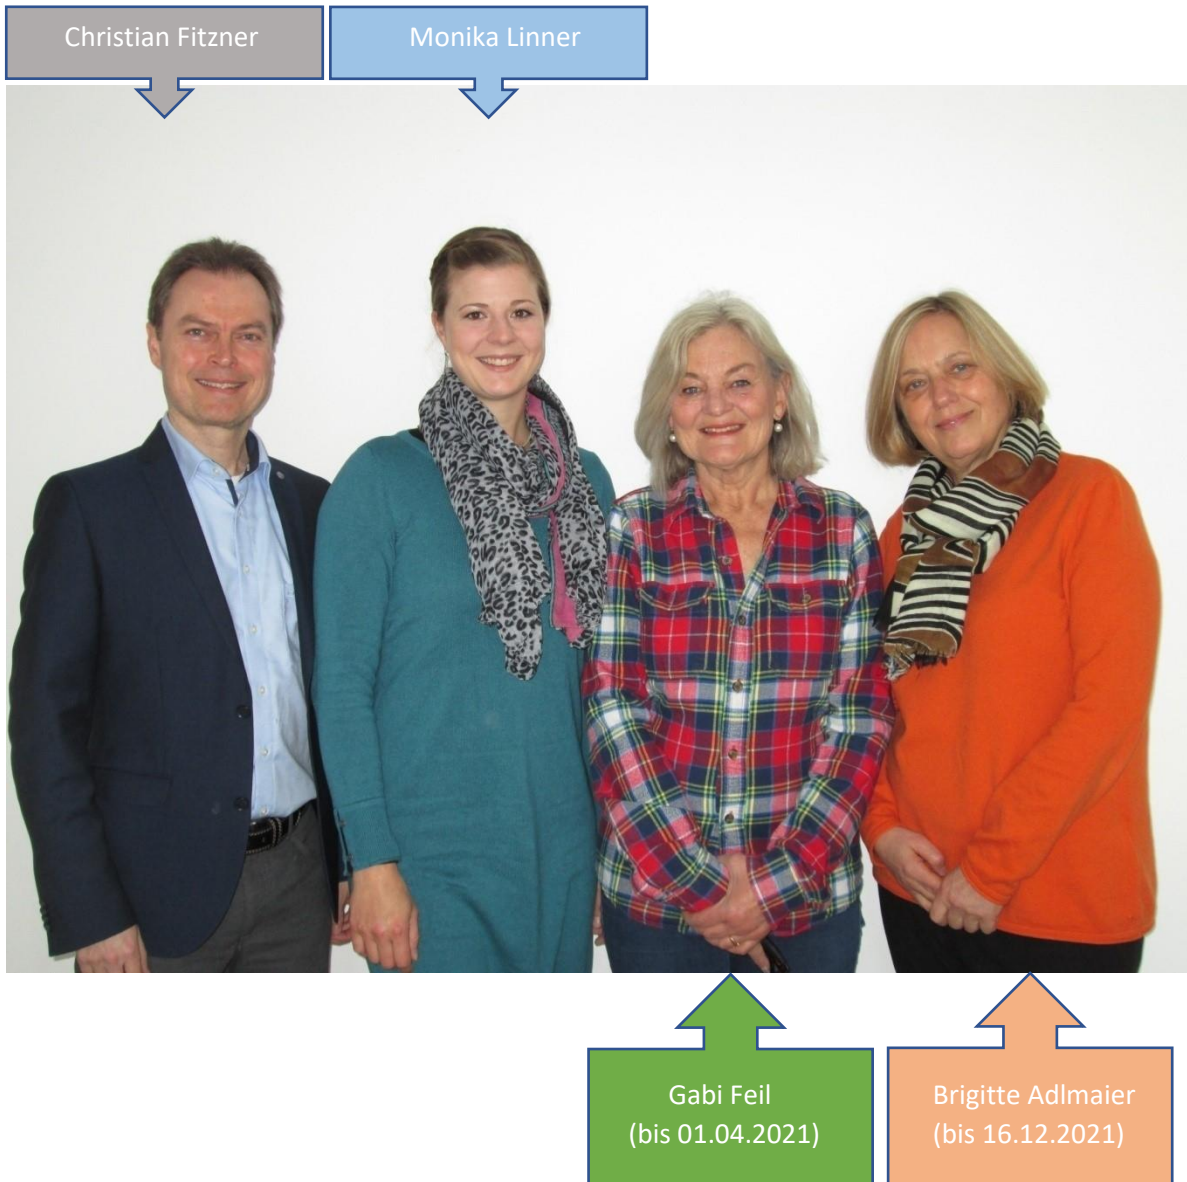 Christian Fitzner
Monika Linner
Gabi Feil
(bis 01.04.2021)
Brigitte Adlmaier
(bis 16.12.2021)